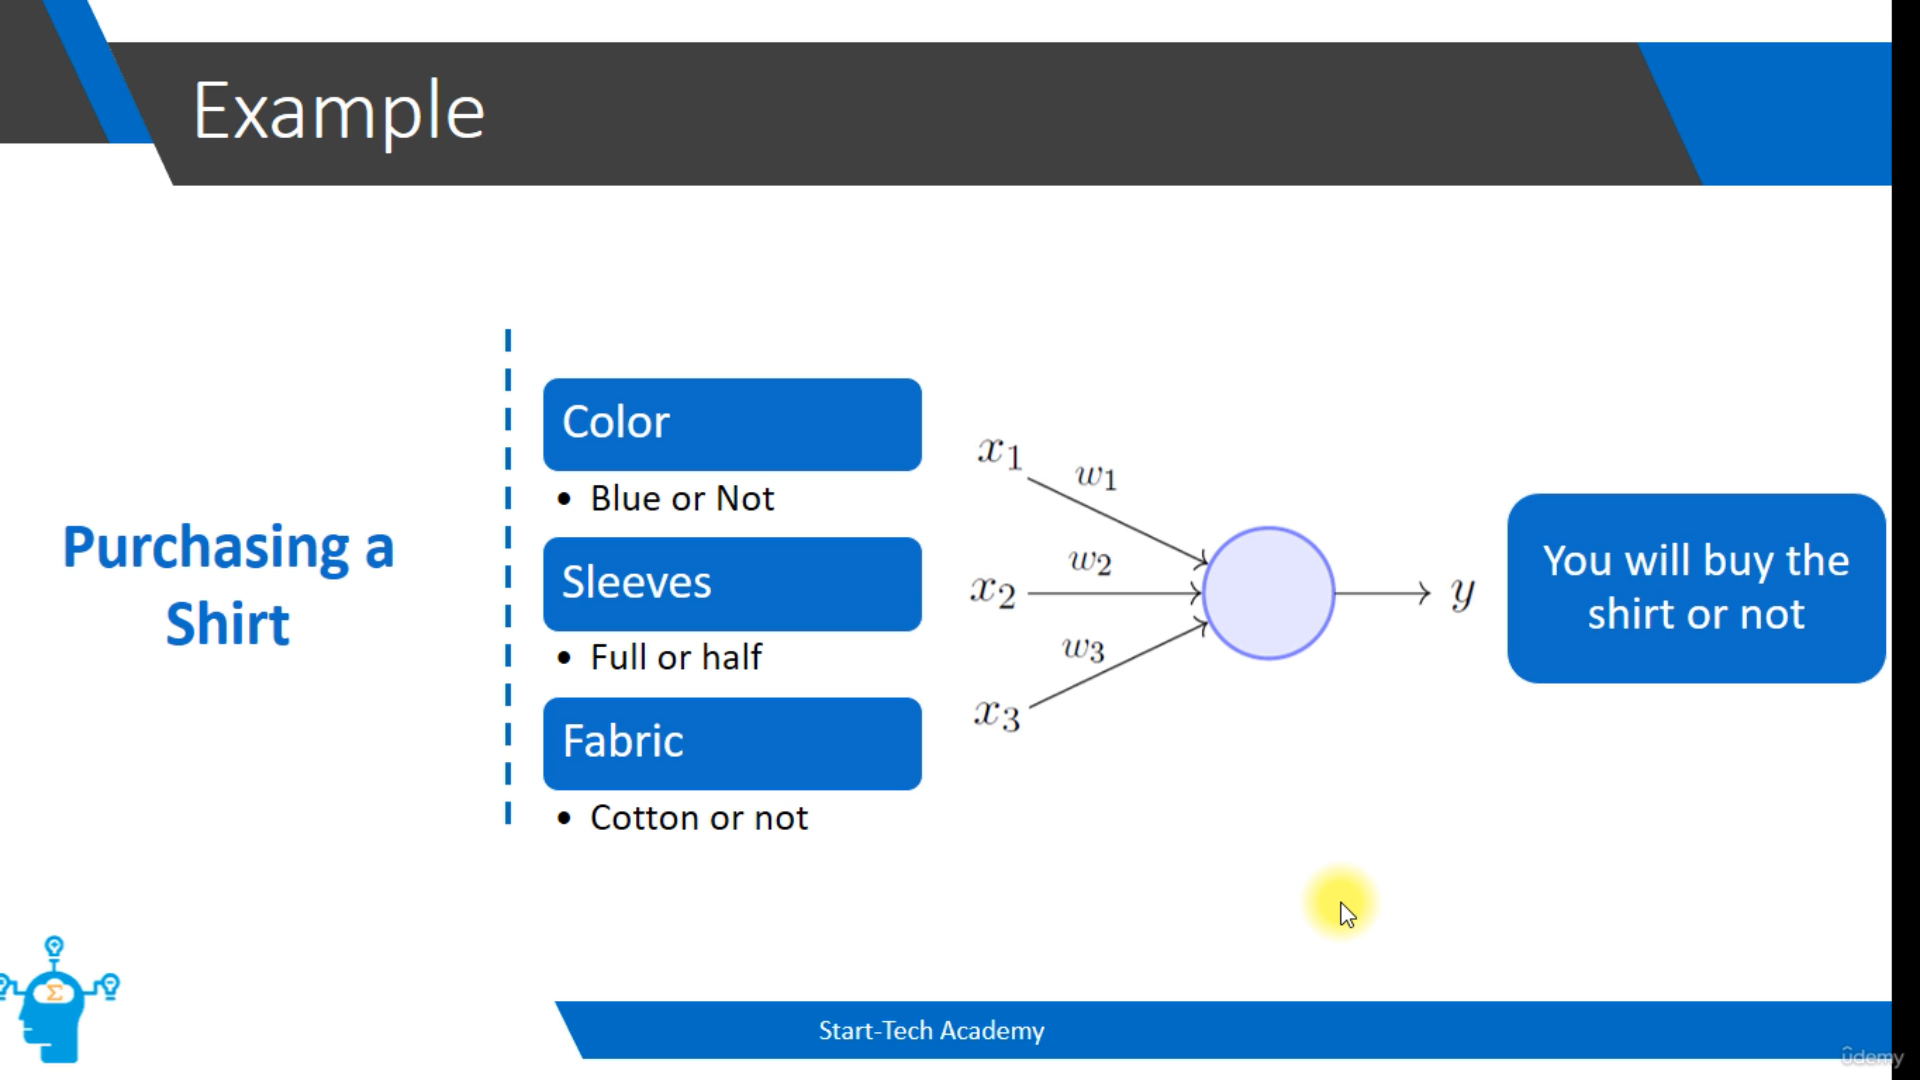 Example
Purchasing a
Shirt
Color
• Blue or Not
Sleeves
• Full or half
Fabric
• Cotton or not
x1
w1
x2
w2
x3
w3
y
You will buy the
shirt or not
Σ
Start-Tech Academy
ûdemy